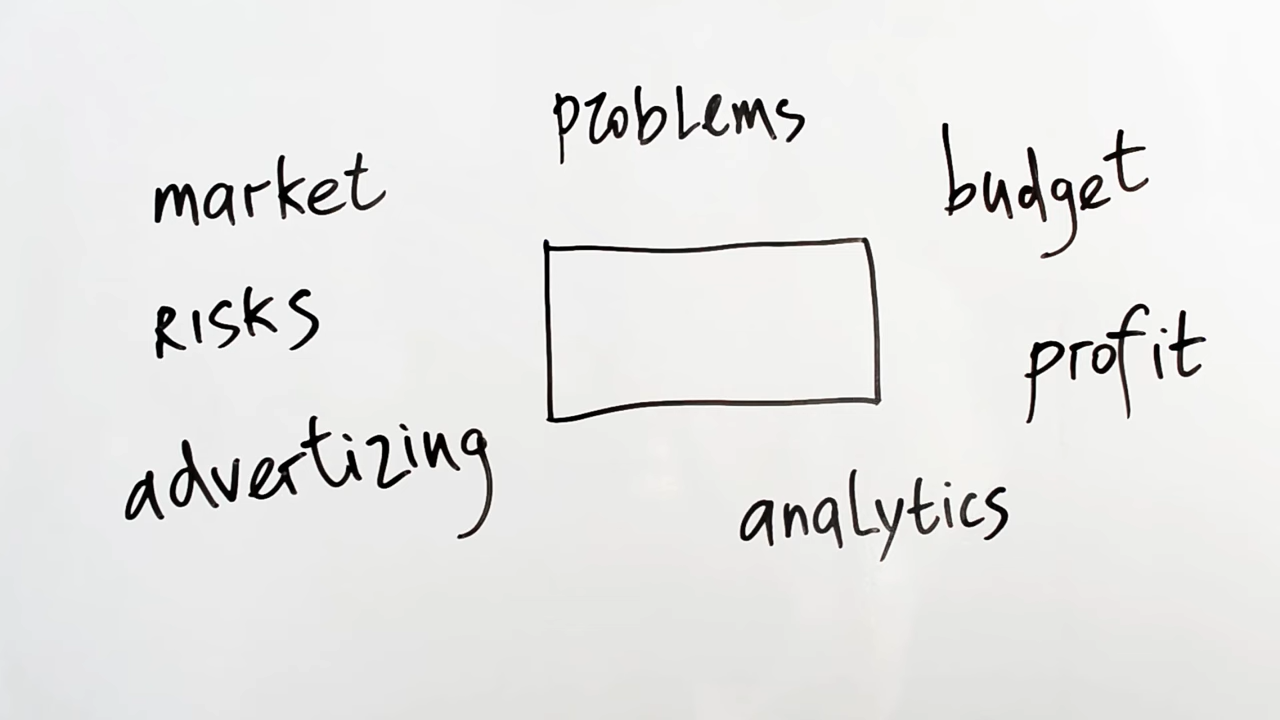 problems
market
budget
RISKS
profit
advertizing
analytics